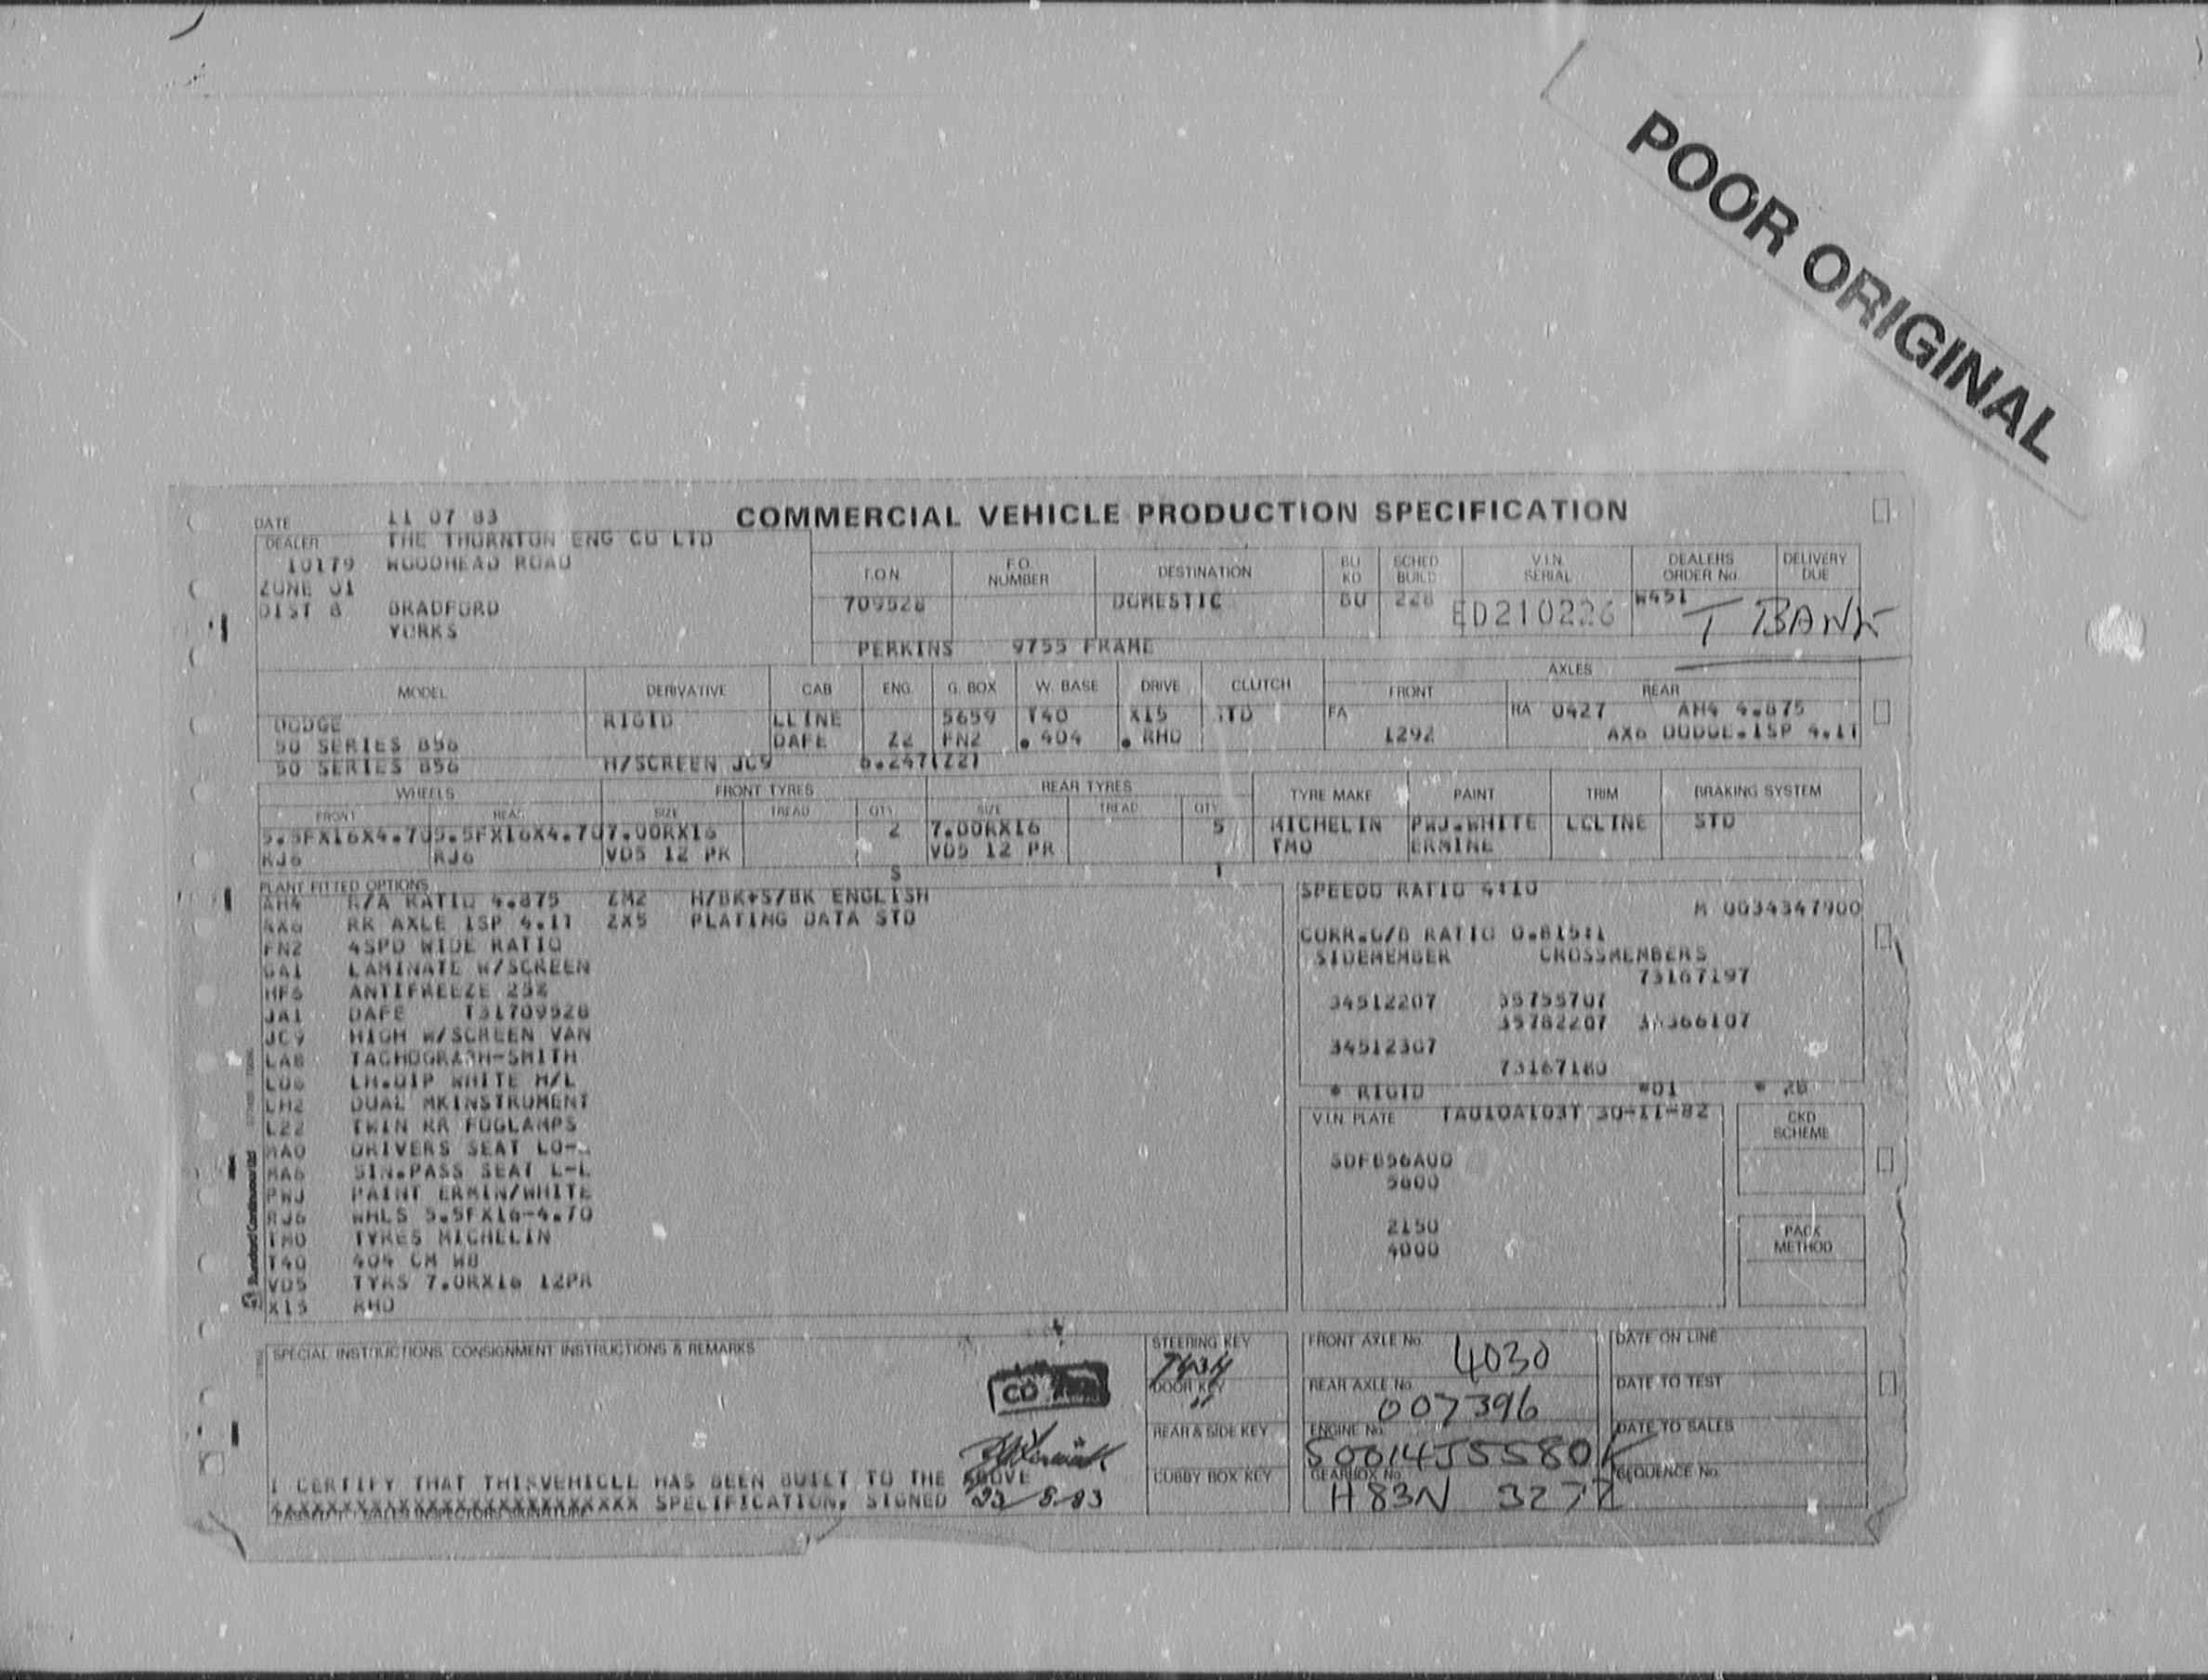 POOR ORIGINAL
COMMERCIAL VEHICLE PRODUCTION SPECIFICATION
DATE 11 07 83
DEALER THE THORNTON ENG CO LTD
10179 WOODHEAD ROAD
ZONE 01
DIST 8 BRADFORD
YORKS
T.O.N. F.O. NUMBER DESTINATION BU KD SCHED BUILD V.I.N. SERIAL DEALERS ORDER No. DELIVERY DUE
709528 DOMESTIC BU 228 ED210226 W451
T BANK
PERKINS 9755 FRAME
MODEL DERIVATIVE CAB ENG. G. BOX W. BASE DRIVE CLUTCH AXLES
FRONT REAR
DODGE RIGID LLINE 5659 T40 X15 STD FA RA 0427 AH4 4.875
50 SERIES B56 DAFE Z2 FN2 .404 .RHD 1292 AX6 DODGE.1SP 4.11
50 SERIES B56 H/SCREEN JC9 6.247(Z2)
WHEELS FRONT TYRES REAR TYRES TYRE MAKE PAINT TRIM BRAKING SYSTEM
FRONT REAR SIZE TREAD QTY SIZE TREAD QTY
5.5FX16X4.70 5.5FX16X4.70 7.00RX16 2 7.00RX16 5 MICHELIN PWJ.WHITE LCLINE STD
RJ6 RJ6 VD5 12 PR VD5 12 PR TMO ERMINE
PLANT FITTED OPTIONS
AH4 R/A RATIO 4.875 ZM2 H/BK+S/BK ENGLISH
AX6 RR AXLE 1SP 4.11 ZX5 PLATING DATA STD
FN2 4SPD WIDE RATIO
GA1 LAMINATE W/SCREEN
HF6 ANTIFREEZE 25%
JA1 DAFE T31709528
JC9 HIGH W/SCREEN VAN
LA8 TACHOGRAPH-SMITH
LD6 LH.DIP WHITE H/L
LH2 DUAL MKINSTRUMENT
LZ2 TWIN RR FOGLAMPS
MAO DRIVERS SEAT LO-L
MA6 SIN.PASS SEAT L-L
PWJ PAINT ERMIN/WHITE
RJ6 WHLS 5.5FX16-4.70
TMO TYRES MICHELIN
T40 404 CM WB
VD5 TYRS 7.0RX16 12PR
X15 RHD
SPEEDO RATIO 4:10
M 0034347900
CORR.G/B RATIO 0.815:1
SIDEMEMBER CROSSMEMBERS
73167197
34512207 35755707
35782207
34512307
73167180
* RIGID *01 * 28
V.I.N. PLATE TA010A103T 30-11-82
SDFB56A0D
5600
2150
4000
CKD SCHEME
PACK METHOD
SPECIAL INSTRUCTIONS CONSIGNMENT INSTRUCTIONS & REMARKS
CD
I CERTIFY THAT THISVEHICLE HAS BEEN BUILT TO THE ABOVE
XXXXXXXXXXXXXXXXXXXXXXXXXX SPECIFICATION, SIGNED 23/8.83
STEERING KEY
DOOR KEY "
REAR & SIDE KEY
CUBBY BOX KEY
FRONT AXLE No. 4030
REAR AXLE No. 007396
ENGINE No. S0014J5580K
GEARBOX No. H83N 327
DATE ON LINE
DATE TO TEST
DATE TO SALES
SEQUENCE No.